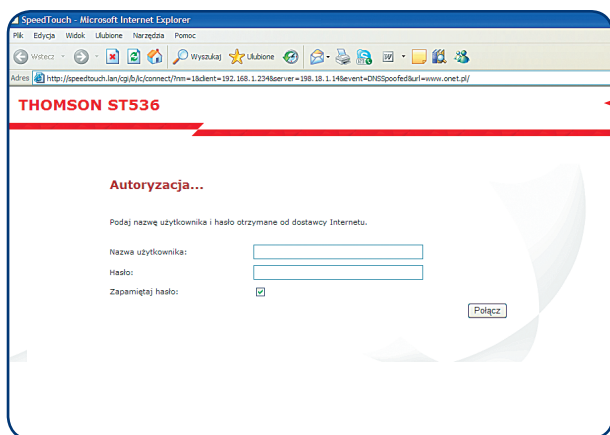 SpeedTouch - Microsoft Internet Explorer
Plik Edycja Widok Ulubione Narzędzia Pomoc
Wstecz Wyszukaj Ulubione
Adres http://speedtouch.lan/cgi/b/ic/connect/?nm=1&client=192.168.1.234&server=198.18.1.14&event=DNSSpoofed&url=www.onet.pl/
THOMSON ST536
Autoryzacja...
Podaj nazwę użytkownika i hasło otrzymane od dostawcy Internetu.
Nazwa użytkownika:
Hasło:
Zapamiętaj hasło:
Połącz